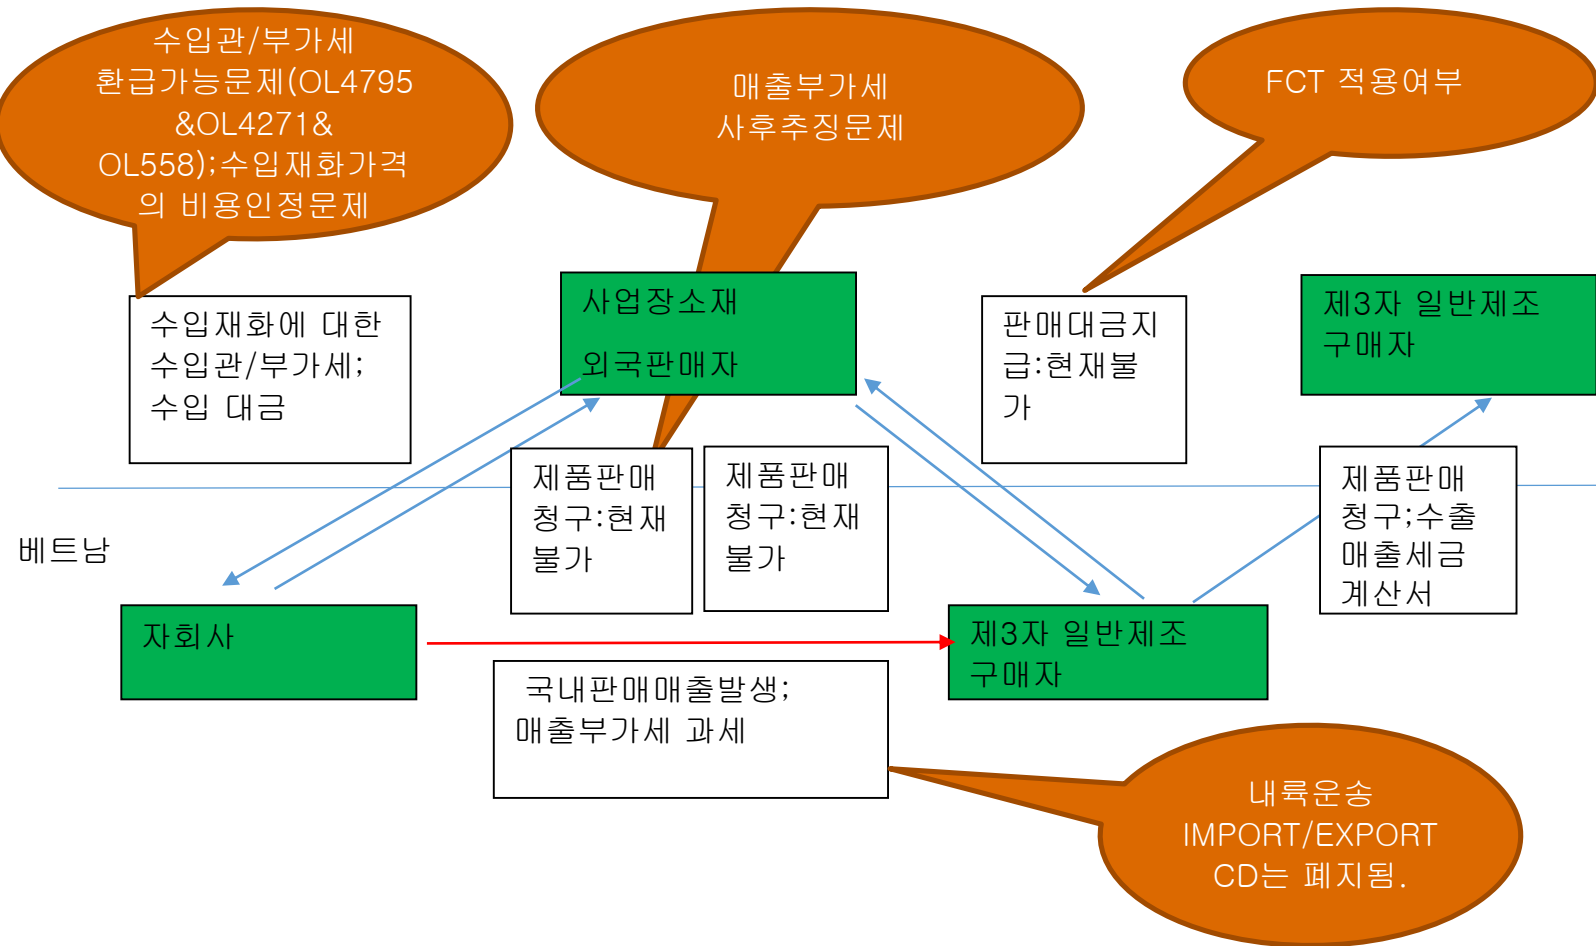 수입관/부가세
환급가능문제(OL4795
&OL4271&
OL558);수입재화가격
의 비용인정문제
매출부가세
사후추징문제
FCT 적용여부
수입재화에 대한
수입관/부가세;
수입 대금
사업장소재
외국판매자
판매대금지
급:현재불
가
제3자 일반제조
구매자
제품판매
청구:현재
불가
제품판매
청구:현재
불가
제품판매
청구;수출
매출세금
계산서
베트남
자회사
제3자 일반제조
구매자
국내판매매출발생;
매출부가세 과세
내륙운송
IMPORT/EXPORT
CD는 폐지됨.